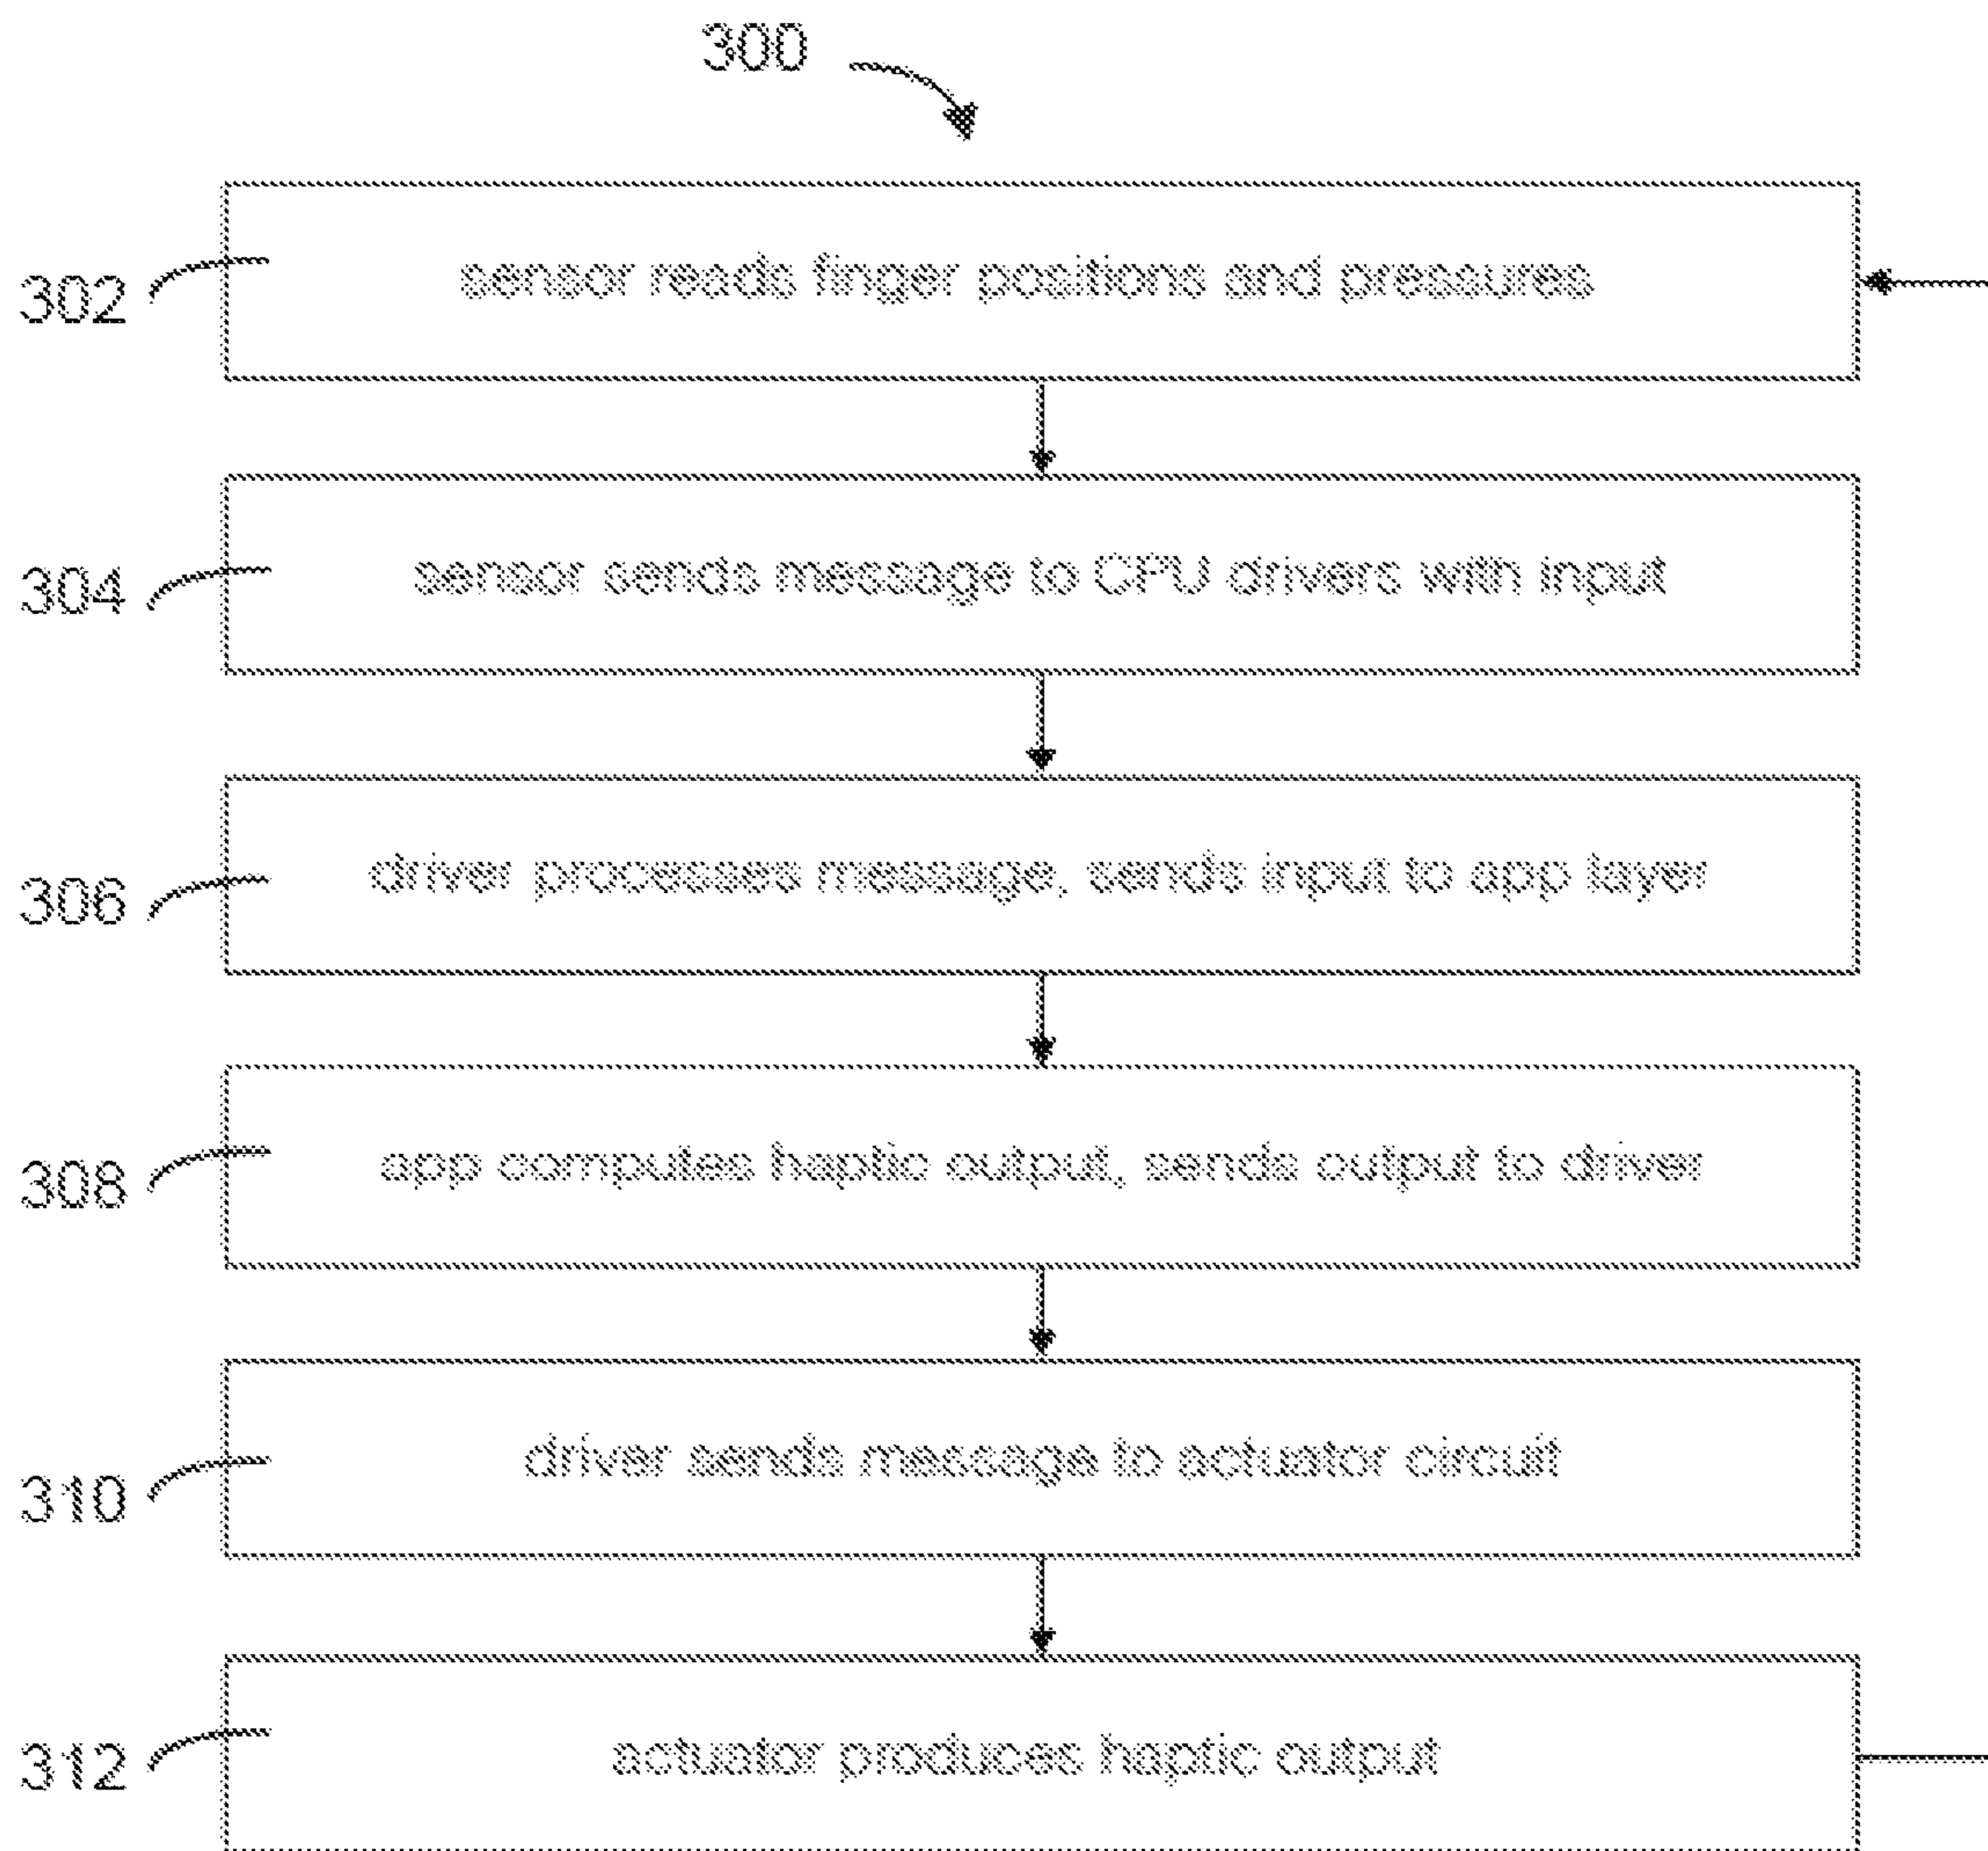 300
302
sensor reads finger positions and pressures
304
sensor sends message to CPU drivers with input
306
driver processes message, sends input to app layer
308
app computes haptic output, sends output to driver
310
driver sends message to actuator circuit
312
actuator produces haptic output